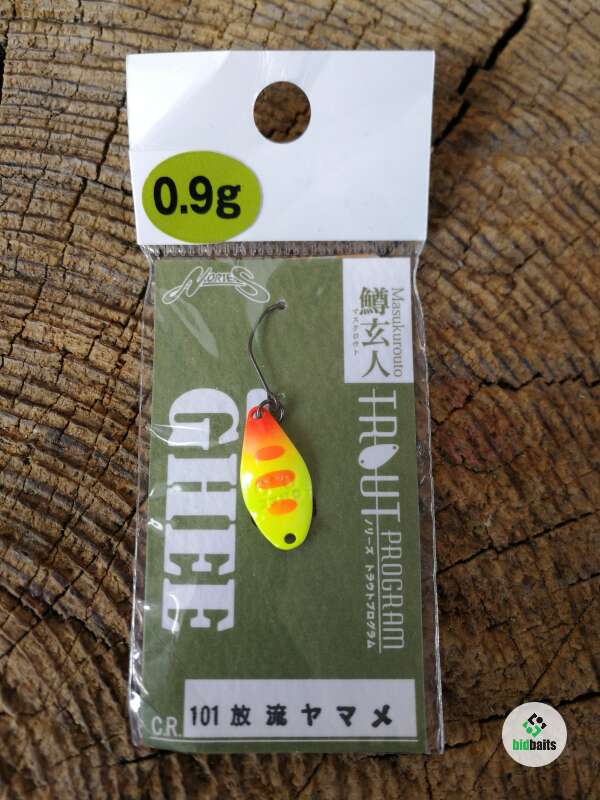 0.9g
NORIES
Masukurouto
鱒玄人
マスクロウト
TROUT PROGRAM
ノリーズ トラウトプログラム
GHEE
C.R. 101 放流ヤマメ
bidbaits